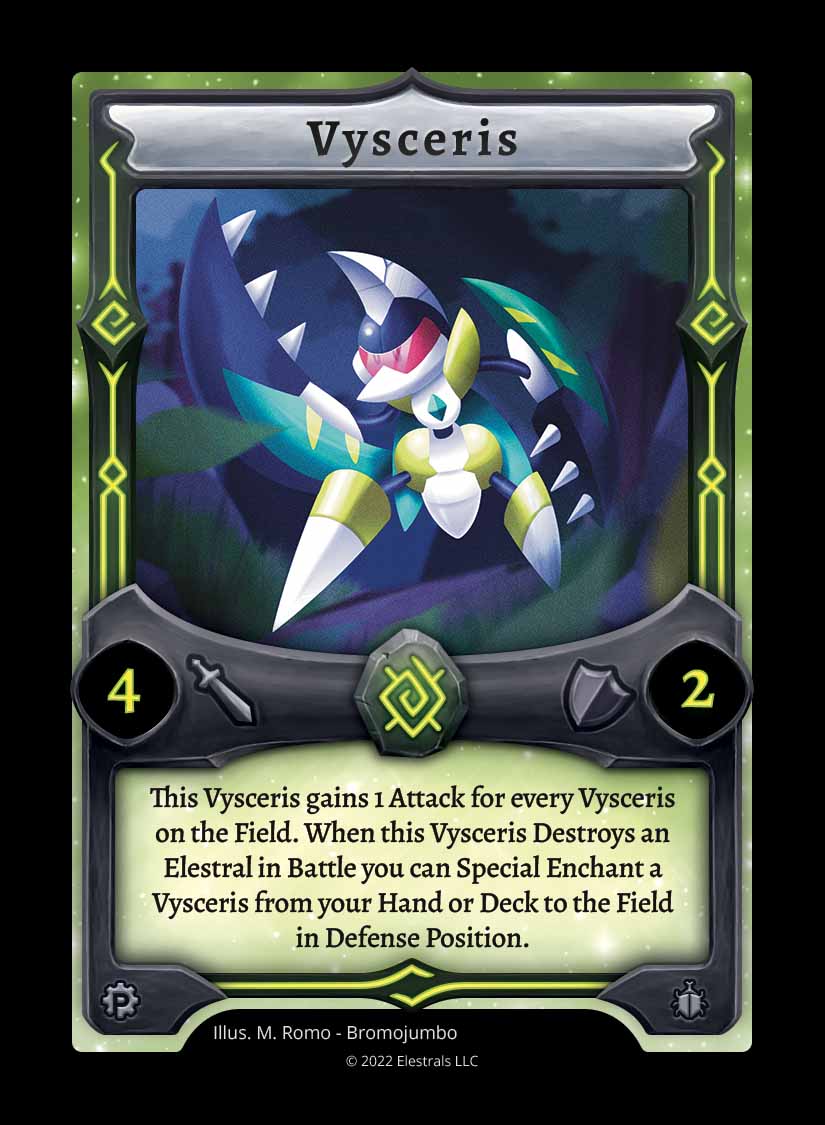 Vysceris
4
2
This Vysceris gains 1 Attack for every Vysceris
on the Field. When this Vysceris Destroys an
Elestral in Battle you can Special Enchant a
Vysceris from your Hand or Deck to the Field
in Defense Position.
P
Illus. M. Romo - Bromojumbo
© 2022 Elestrals LLC